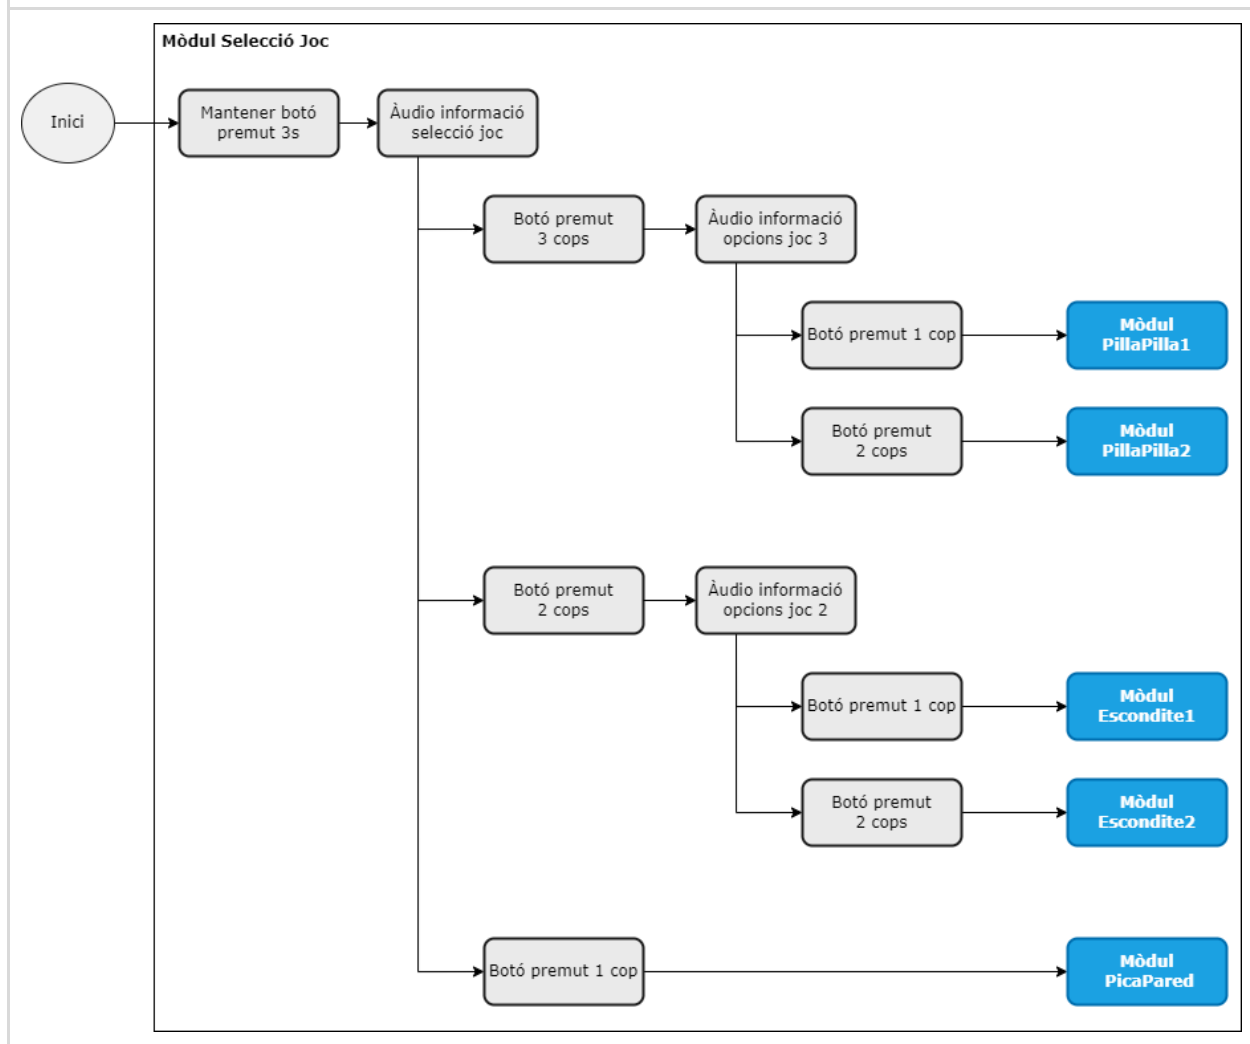 Mòdul Selecció Joc
Inici
Mantener botó
premut 3s
Àudio informació
selecció joc
Botó premut
3 cops
Àudio informació
opcions joc 3
Botó premut 1 cop
Mòdul
PillaPilla1
Botó premut
2 cops
Mòdul
PillaPilla2
Botó premut
2 cops
Àudio informació
opcions joc 2
Botó premut 1 cop
Mòdul
Escondite1
Botó premut
2 cops
Mòdul
Escondite2
Botó premut 1 cop
Mòdul
PicaPared